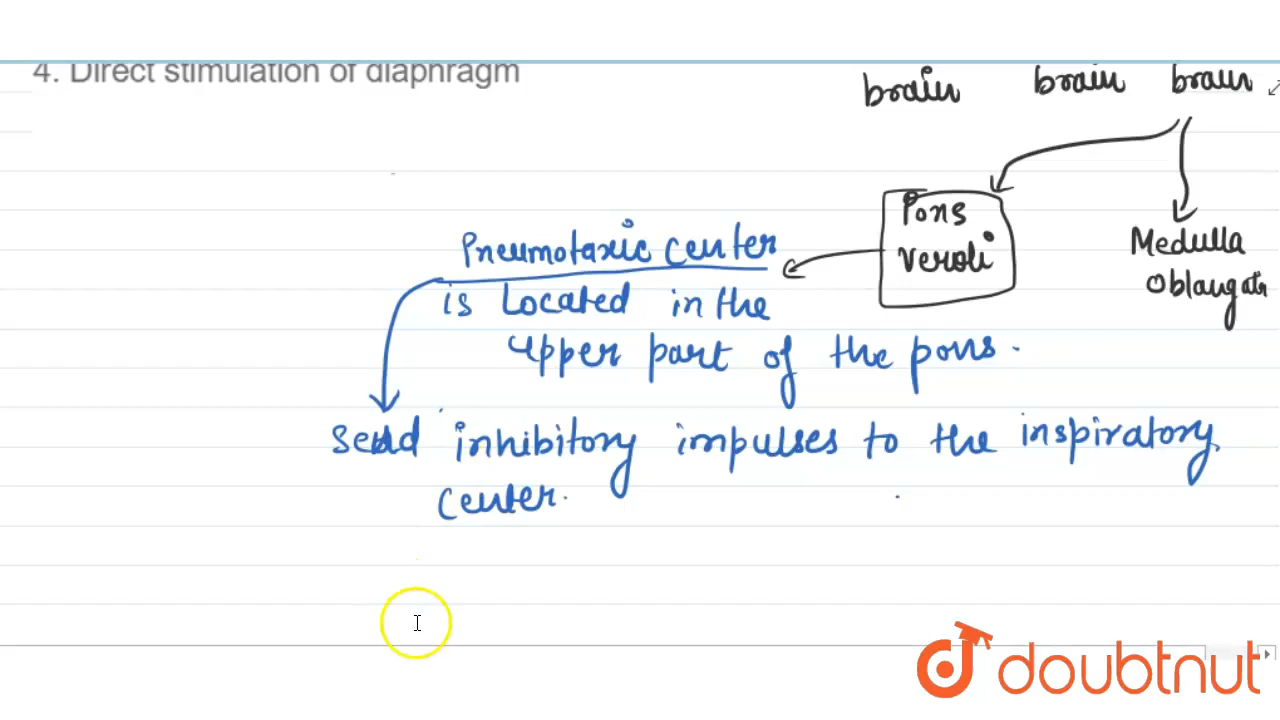 4. Direct stimulation of diaphragm
brain brain brain
Pons
veroli
Medulla
Oblangata
Pneumotaxic center
is Located in the
Upper part of the pons.
Send inhibitory impulses to the inspiratory
center.
doubtnut